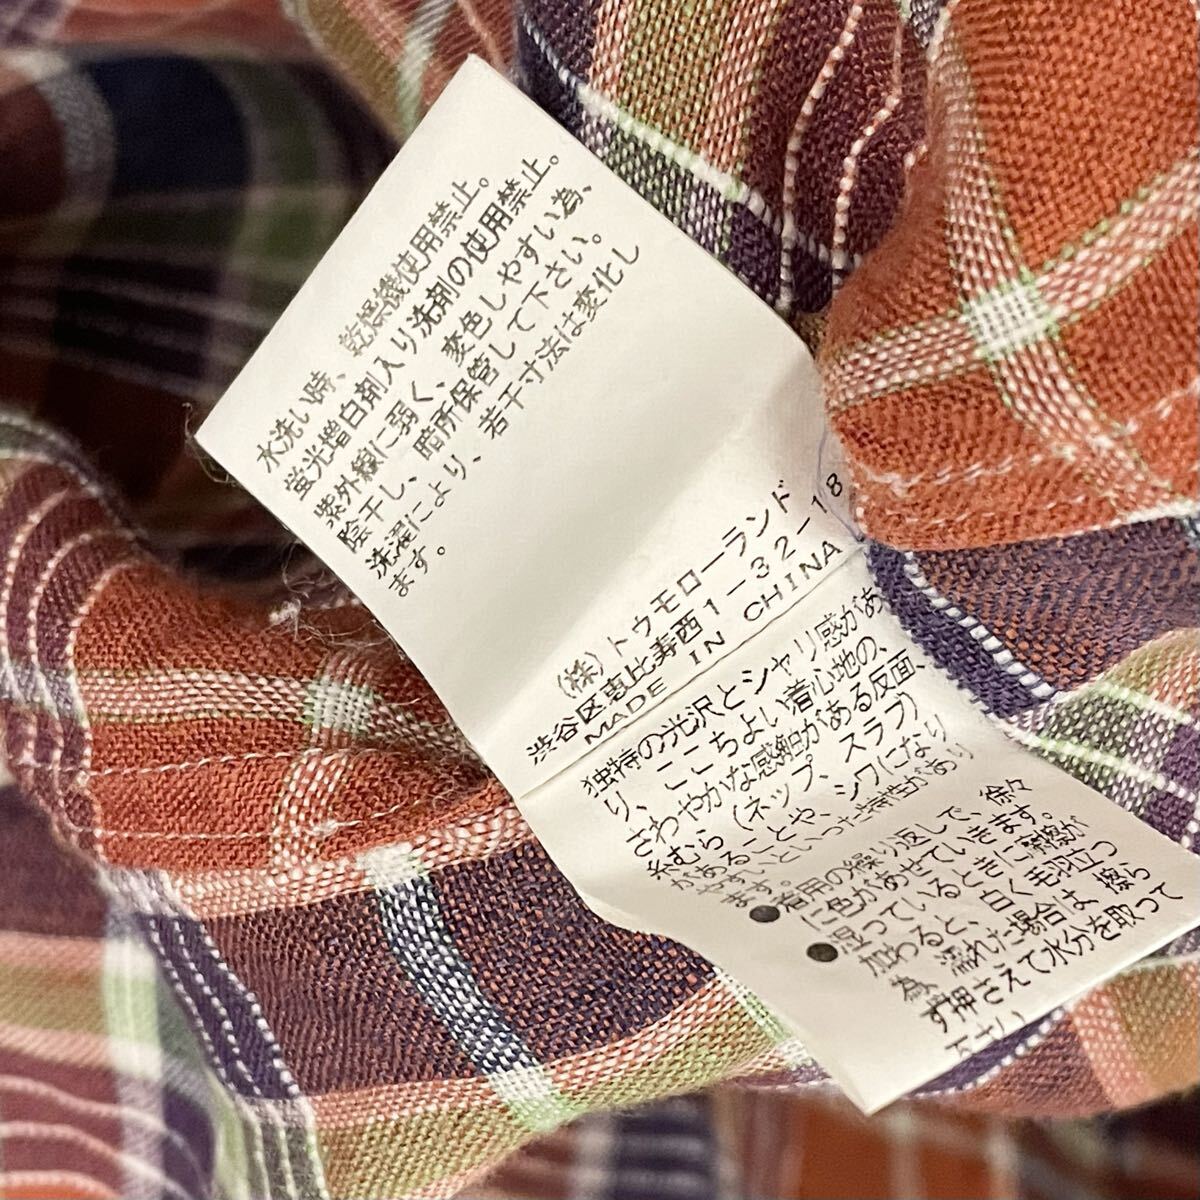 水洗い時、乾燥機使用禁止。
蛍光増白剤入り洗剤の使用禁止。
紫外線に弱く、変色しやすい為、
陰干し、暗所保管して下さい。
洗濯により、若干寸法は変化し
ます。
(株)トゥモローランド
渋谷区恵比寿西1-32-18
MADE IN CHINA
独特の光沢とシャリ感があ
り、ここちよい着心地の、
さわやかな感触がある反面、
糸むら(ネップ、スラブ)
があることや、シワになり
やすいといった特性があり
ます。
●着用の繰り返しで、徐々
に色があせていきます。
●湿っているときに摩擦が
加わると、白く毛羽立つ
為、濡れた場合は、擦ら
ず押さえて水分を取って
下さい